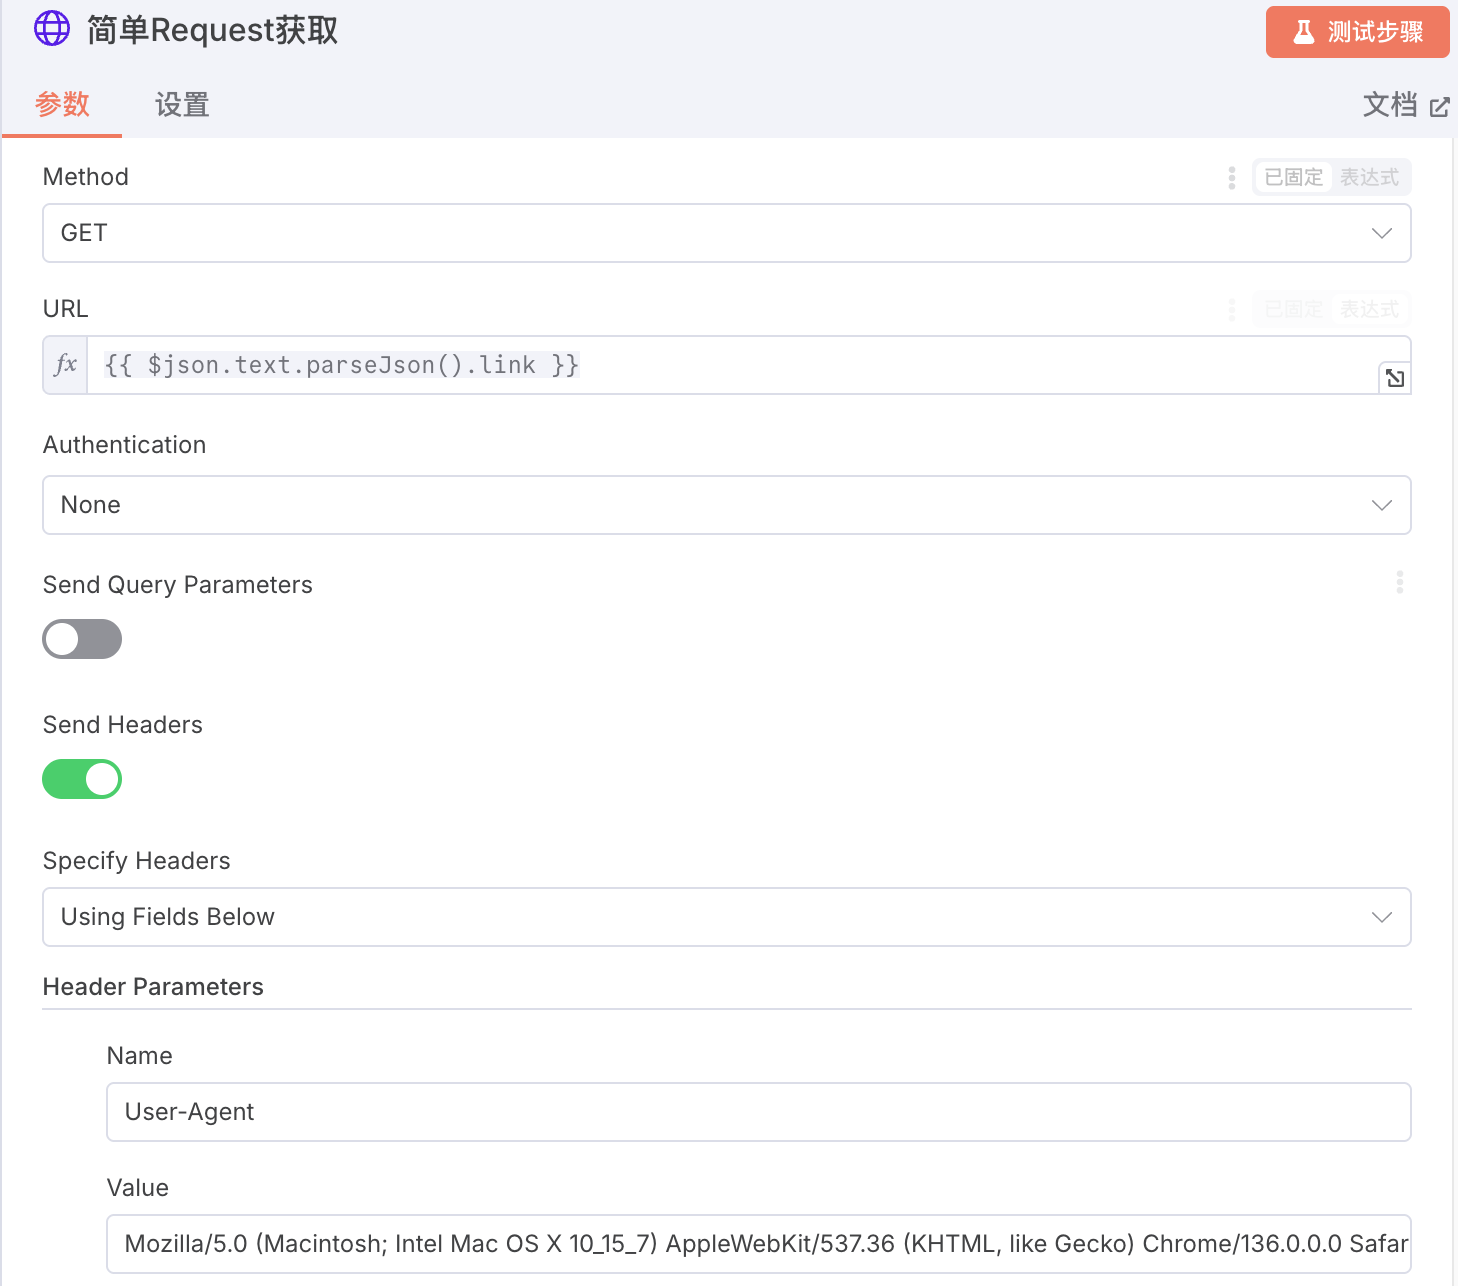 简单Request获取
测试步骤
参数
设置
文档
Method
已固定 表达式
GET
URL
已固定 表达式
fx
{{ $json.text.parseJson().link }}
Authentication
None
Send Query Parameters
Send Headers
Specify Headers
Using Fields Below
Header Parameters
Name
User-Agent
Value
Mozilla/5.0 (Macintosh; Intel Mac OS X 10_15_7) AppleWebKit/537.36 (KHTML, like Gecko) Chrome/136.0.0.0 Safar